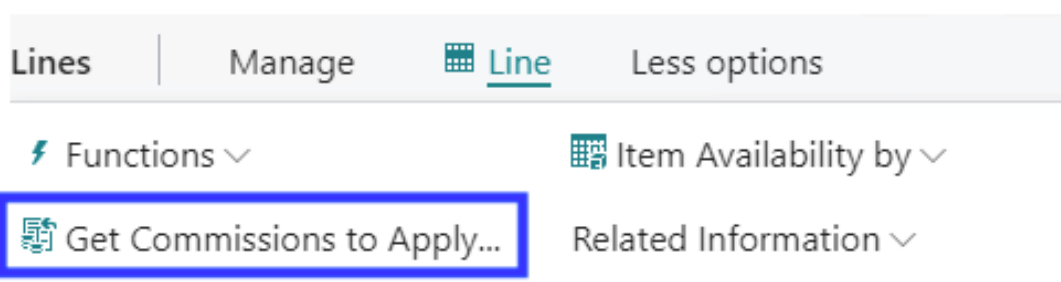 Lines Manage Line Less options
Functions Item Availability by
Get Commissions to Apply... Related Information